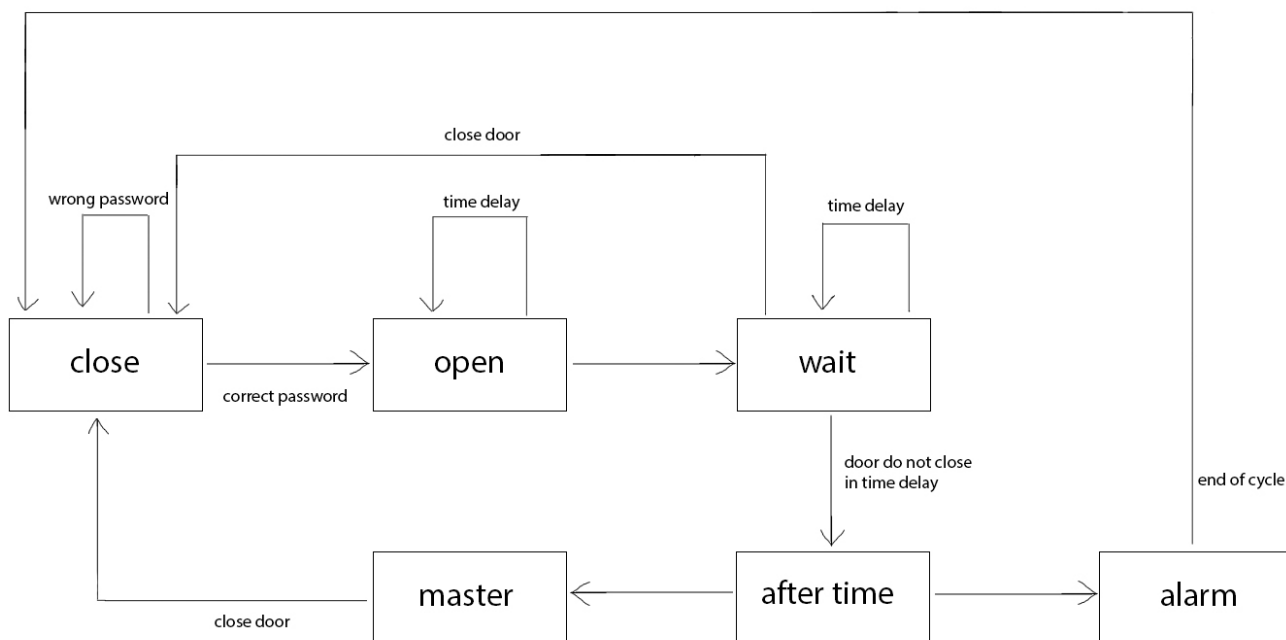 close door
wrong password
time delay
time delay
close
open
wait
correct password
door do not close
in time delay
end of cycle
master
after time
alarm
close door